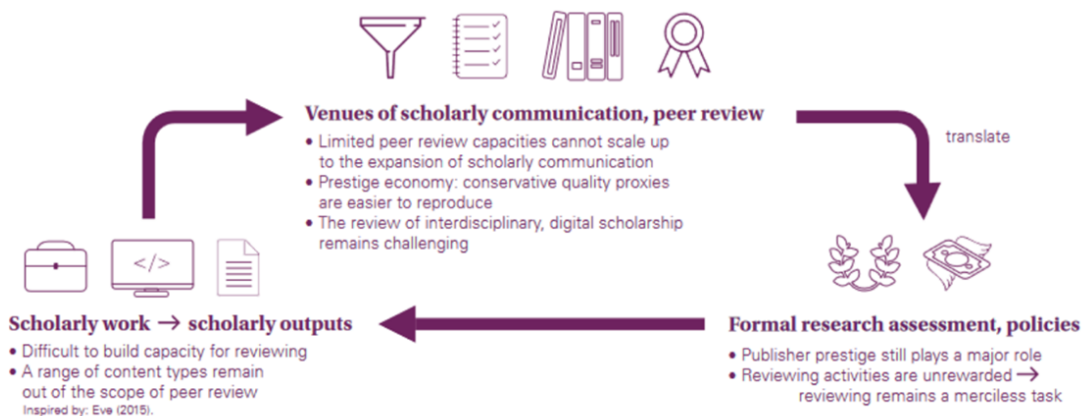 Venues of scholarly communication, peer review
• Limited peer review capacities cannot scale up
to the expansion of scholarly communication
• Prestige economy: conservative quality proxies
are easier to reproduce
• The review of interdisciplinary, digital scholarship
remains challenging
translate
</>
Scholarly work → scholarly outputs
• Difficult to build capacity for reviewing
• A range of content types remain
out of the scope of peer review
Inspired by: Eve (2015).
Formal research assessment, policies
• Publisher prestige still plays a major role
• Reviewing activities are unrewarded →
reviewing remains a merciless task